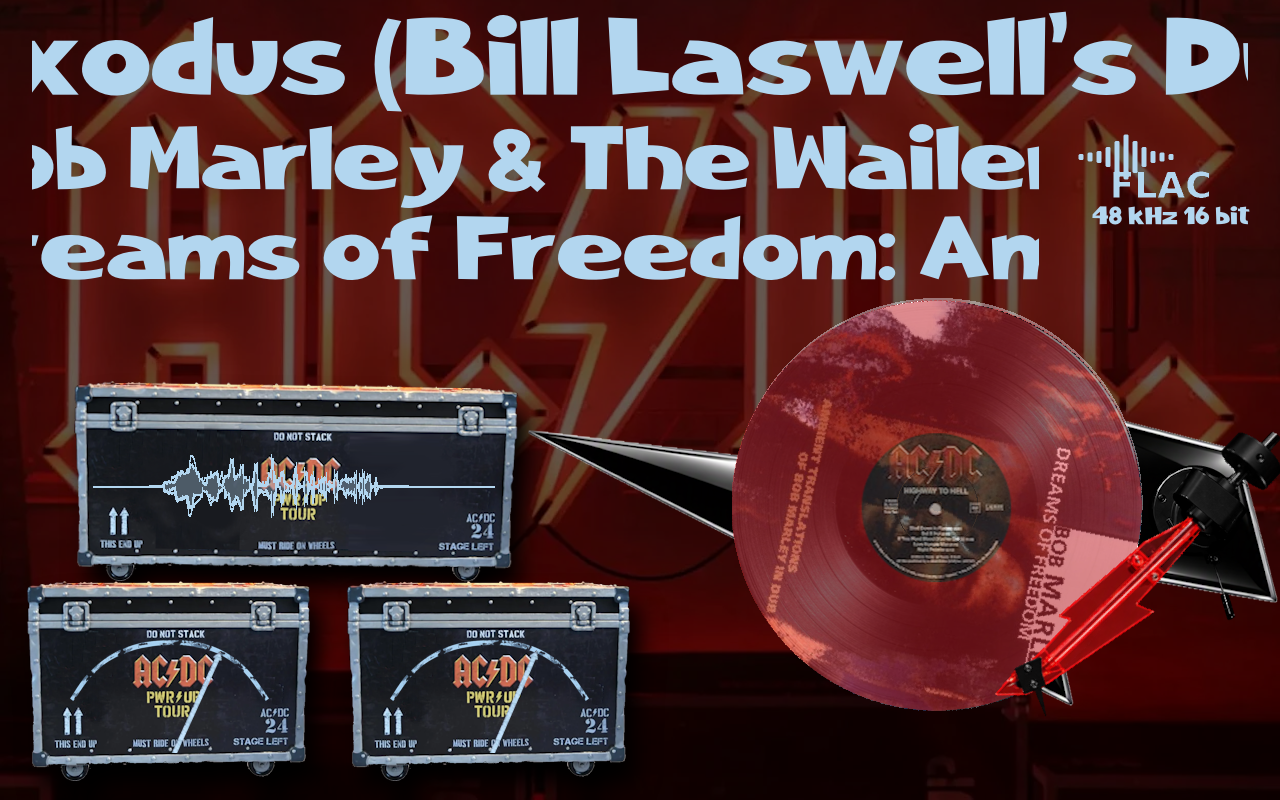 xodus (Bill Laswell's D
ob Marley & The Wailer
reams of Freedom: Am
FLAC
48 kHz 16 bit
AC/DC
DO NOT STACK
AC/DC
PWR/UP
TOUR
THIS END UP
MUST RIDE ON WHEELS
AC/DC
24
STAGE LEFT
DO NOT STACK
AC/DC
PWR/UP
TOUR
THIS END UP
MUST RIDE ON WHEELS
AC/DC
24
STAGE LEFT
DO NOT STACK
AC/DC
PWR/UP
TOUR
THIS END UP
MUST RIDE ON WHEELS
AC/DC
24
STAGE LEFT
AMBIENT TRANSLATIONS
OF BOB MARLEY IN DUB
AC/DC
HIGHWAY TO HELL
BOB MARL
DREAMS OF FREEDOM